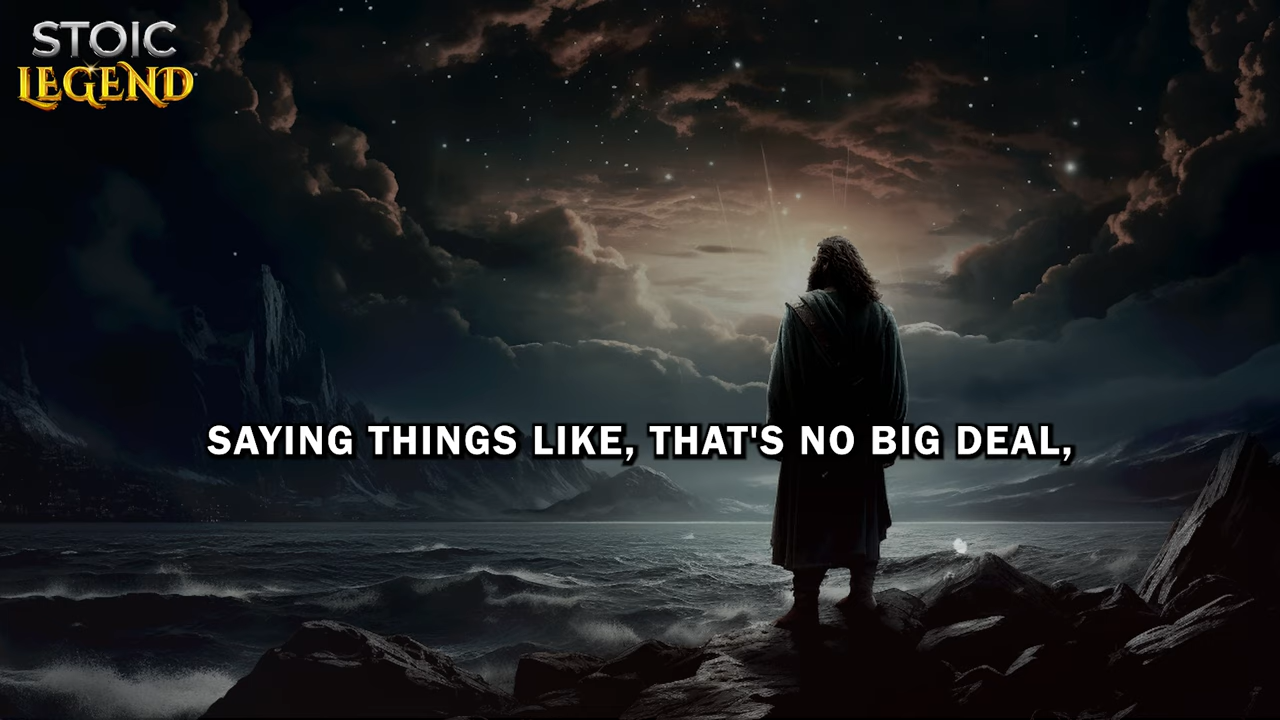 STOIC
LEGEND
SAYING THINGS LIKE, THAT'S NO BIG DEAL,